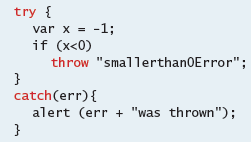 try {
var x = -1;
if (x<0)
throw "smallerthan0Error";
}
catch(err){
alert (err + "was thrown");
}